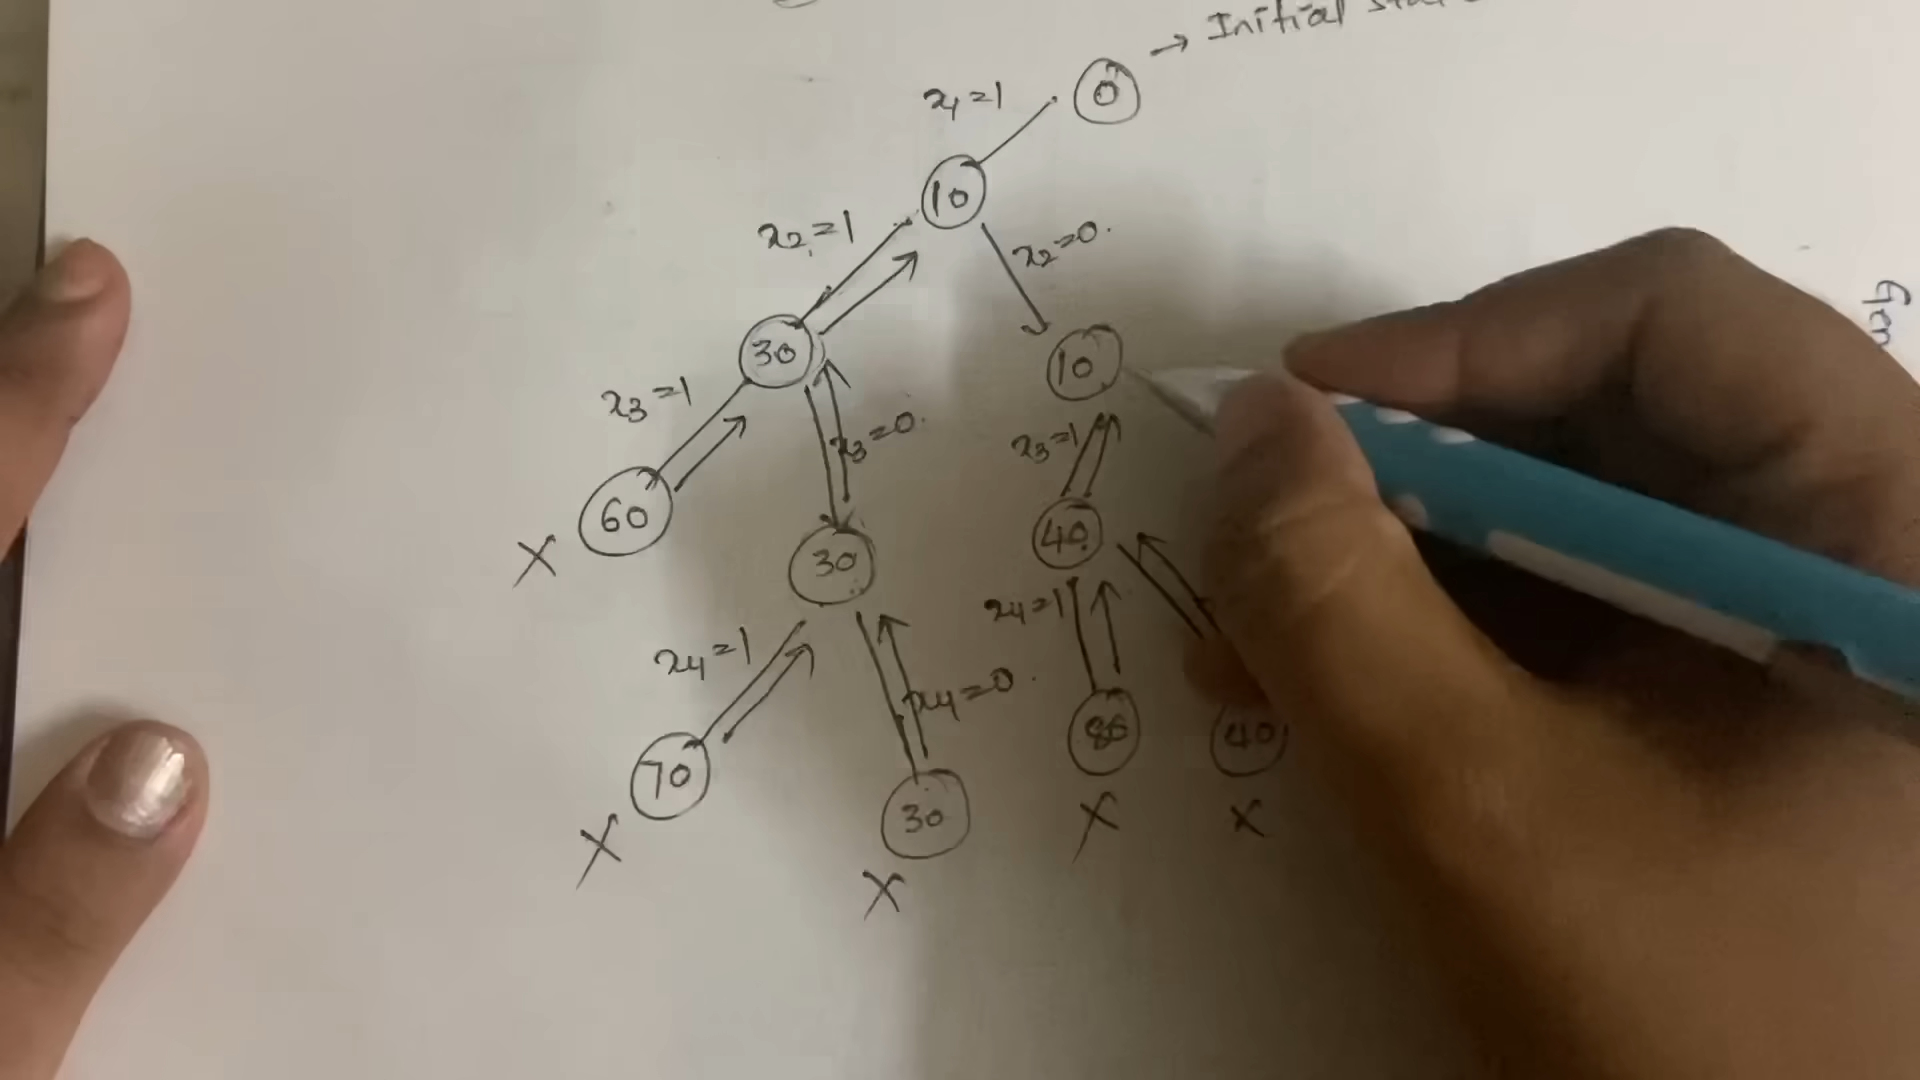 → Initial
0
x1=1
10
x2=1
x2=0.
30
10
x3=1
x3=0.
x3=1
60
X
30
40
x4=1
x4=0.
x4=1
70
X
30
X
80
X
40
X